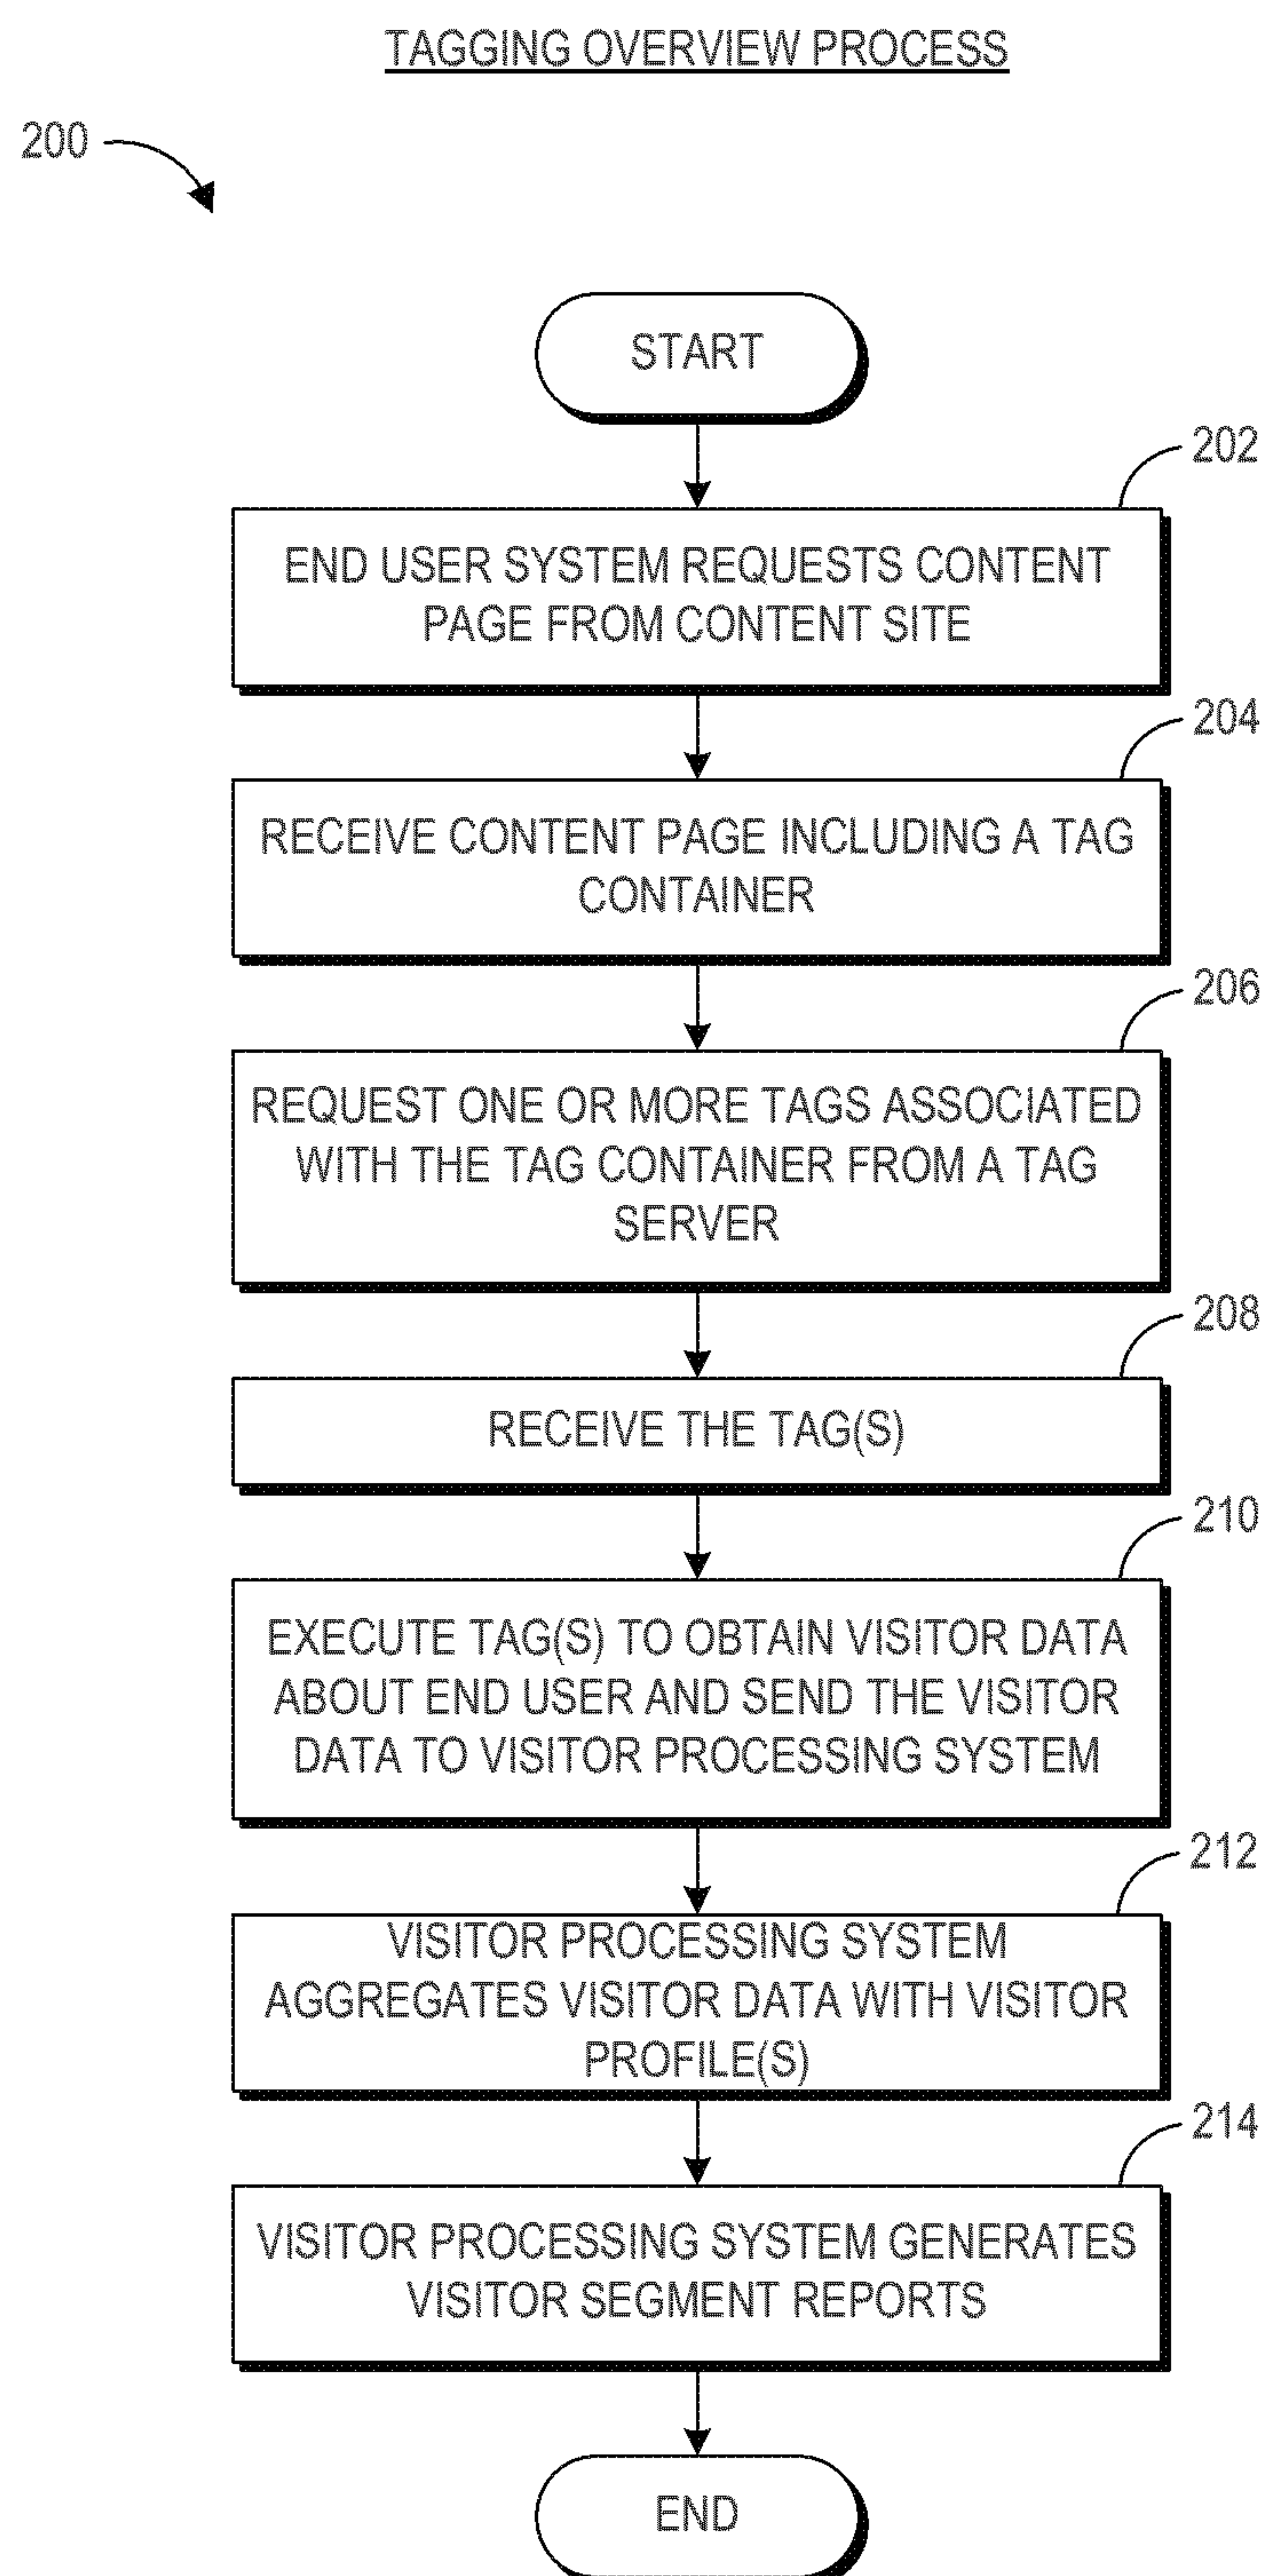 TAGGING OVERVIEW PROCESS
200
START
202
END USER SYSTEM REQUESTS CONTENT
PAGE FROM CONTENT SITE
204
RECEIVE CONTENT PAGE INCLUDING A TAG
CONTAINER
206
REQUEST ONE OR MORE TAGS ASSOCIATED
WITH THE TAG CONTAINER FROM A TAG
SERVER
208
RECEIVE THE TAG(S)
210
EXECUTE TAG(S) TO OBTAIN VISITOR DATA
ABOUT END USER AND SEND THE VISITOR
DATA TO VISITOR PROCESSING SYSTEM
212
VISITOR PROCESSING SYSTEM
AGGREGATES VISITOR DATA WITH VISITOR
PROFILE(S)
214
VISITOR PROCESSING SYSTEM GENERATES
VISITOR SEGMENT REPORTS
END